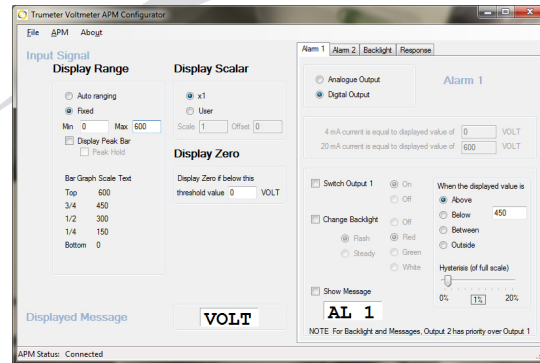 Trumeter Voltmeter APM Configurator
File APM About
Input Signal
Display Range
Auto ranging
Fixed
Min 0 Max 600
Display Peak Bar
Peak Hold
Bar Graph Scale Text
Top 600
3/4 450
1/2 300
1/4 150
Bottom 0
Display Scalar
x1
User
Scale 1 Offset 0
Display Zero
Display Zero if below this
threshold value 0 VOLT
Displayed Message
VOLT
Alarm 1 Alarm 2 Backlight Response
Analogue Output
Digital Output
Alarm 1
4 mA current is equal to displayed value of 0 VOLT
20 mA current is equal to displayed value of 600 VOLT
Switch Output 1
On
Off
Change Backlight
Off
Flash
Red
Steady
Green
White
When the displayed value is
Above
Below
450
Between
Outside
Hysterisis (of full scale)
0% 1% 20%
Show Message
AL 1
NOTE For Backlight and Messages, Output 2 has priority over Output 1
APM Status: Connected